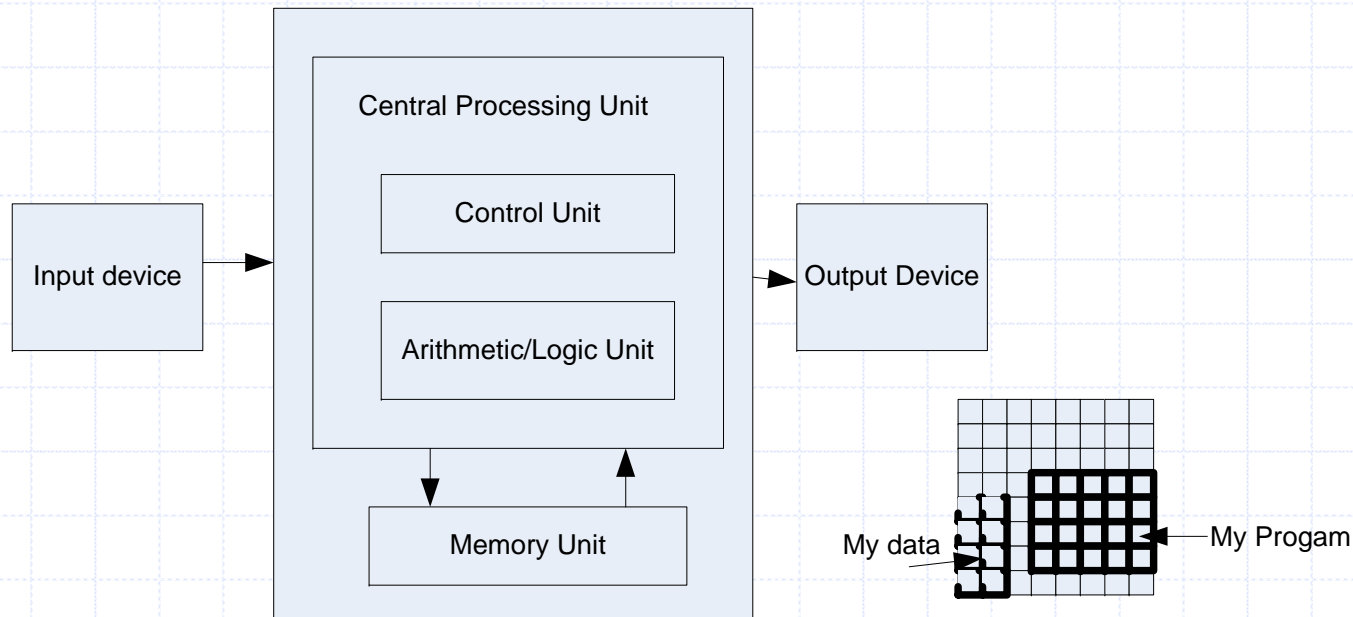 Central Processing Unit
Control Unit
Input device
Output Device
Arithmetic/Logic Unit
Memory Unit
My data
My Progam